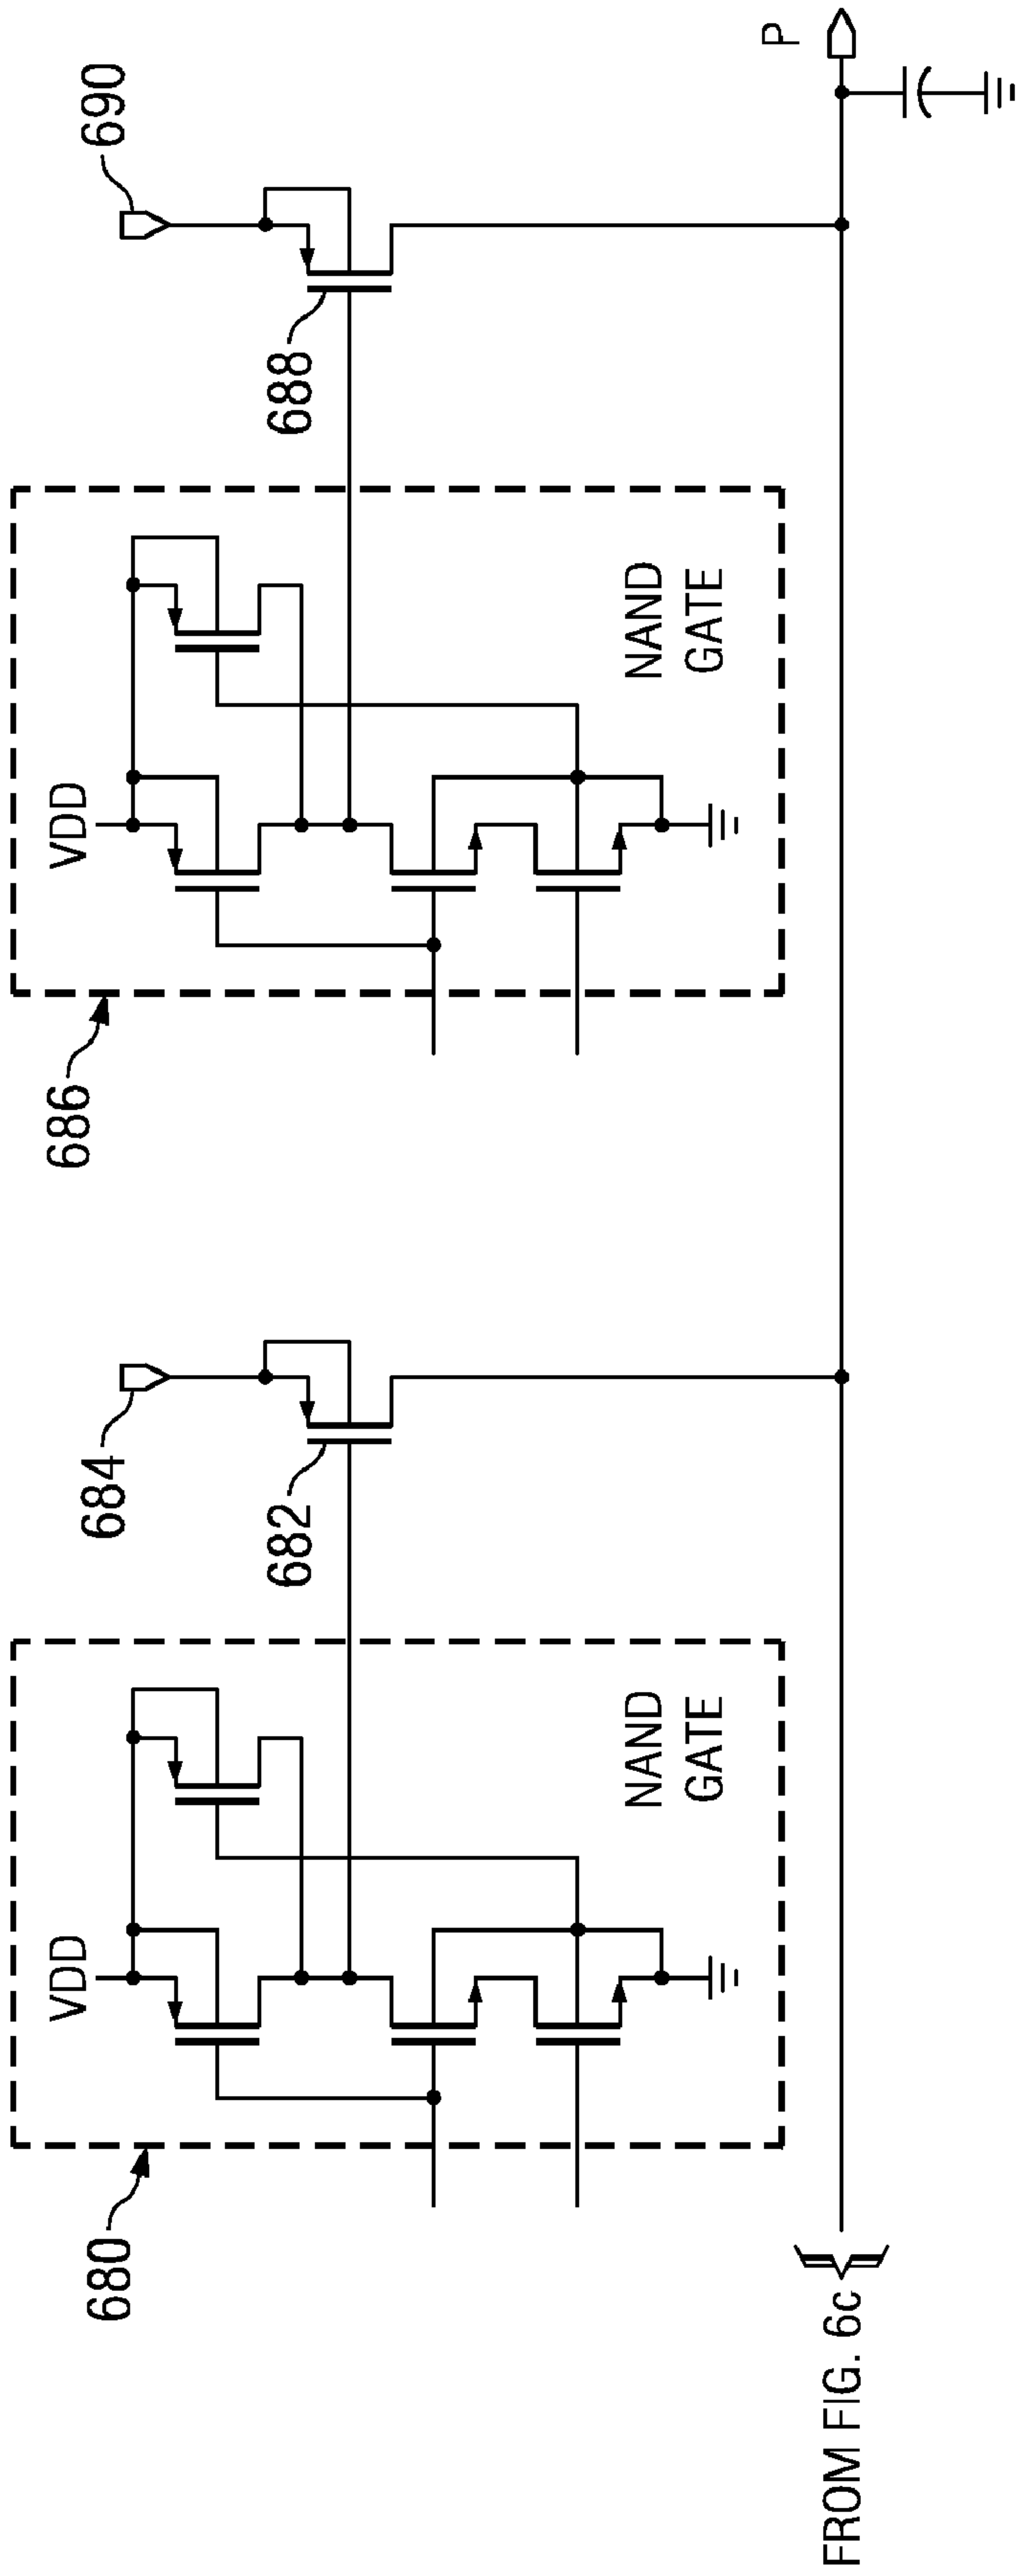 680
VDD
NAND
GATE
684
682
686
VDD
NAND
GATE
690
688
P
FROM FIG. 6c